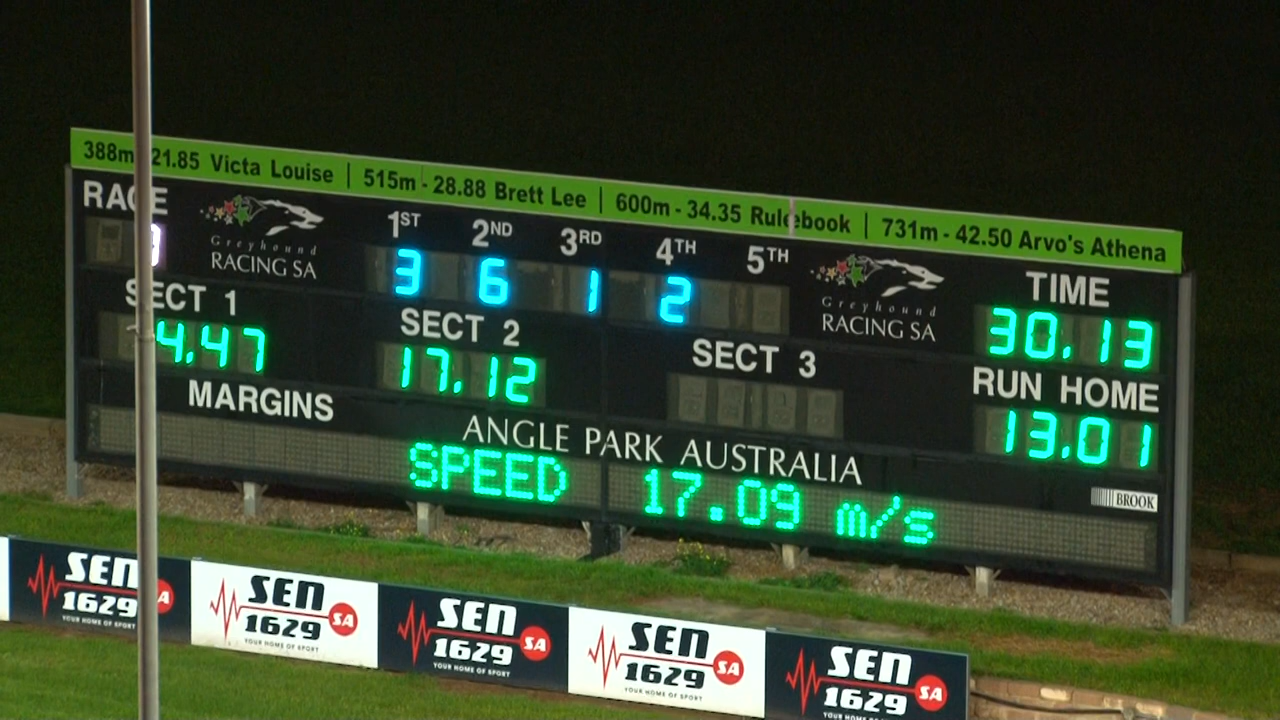 388m 21.85 Victa Louise | 515m - 28.88 Brett Lee | 600m - 34.35 Rulebook | 731m - 42.50 Arvo's Athena
RACE
Greyhound
RACING SA
1ST 2ND 3RD 4TH 5TH
3 6 1 2
Greyhound
RACING SA
TIME
30.13
SECT 1
4.47
SECT 2
17.12
SECT 3
RUN HOME
13.01
MARGINS
ANGLE PARK AUSTRALIA
SPEED 17.09 m/s
BROOK
SEN
1629
YOUR HOME OF SPORT
SEN
1629 SA
YOUR HOME OF SPORT
SEN
1629 SA
YOUR HOME OF SPORT
SEN
1629 SA
YOUR HOME OF SPORT
SEN
1629 SA